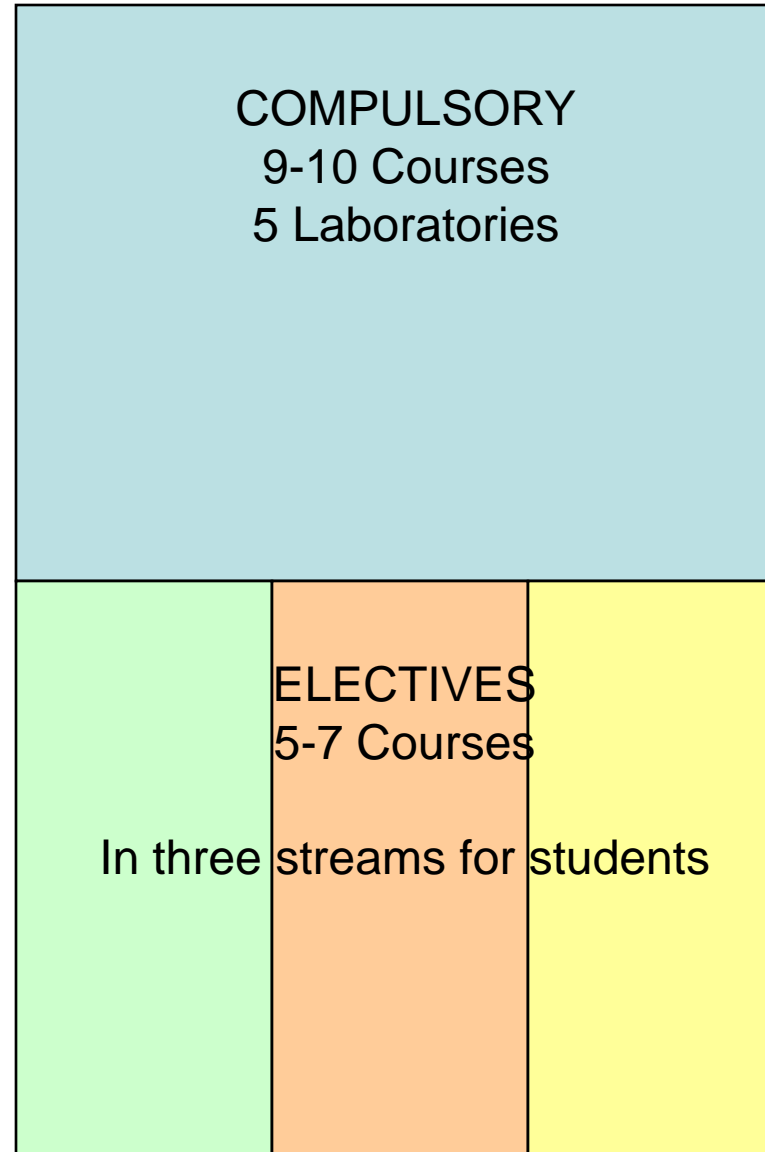 COMPULSORY
9-10 Courses
5 Laboratories
ELECTIVES
5-7 Courses
In three streams for students